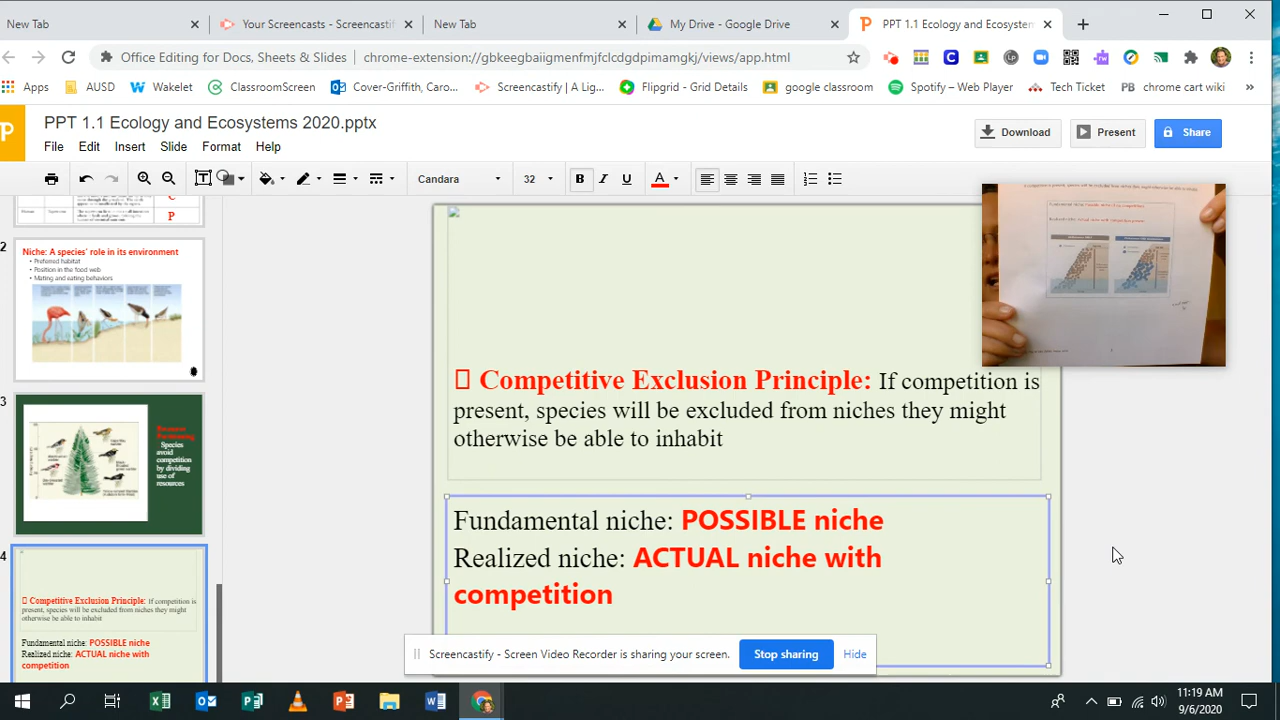 New Tab
Your Screencasts - Screencastif
New Tab
My Drive - Google Drive
PPT 1.1 Ecology and Ecosystem
Office Editing for Docs, Sheets & Slides
chrome-extension://gbkeegbaiigmenfmjfclcdgdpimamgkj/views/app.html
Apps
AUSD
Wakelet
ClassroomScreen
Cover-Griffith, Caro...
Screencastify | A Lig...
Flipgrid - Grid Details
google classroom
Spotify – Web Player
Tech Ticket
PB chrome cart wiki
»
PPT 1.1 Ecology and Ecosystems 2020.pptx
File Edit Insert Slide Format Help
Download
Present
Share
Candara
32
B I U A
2
Niche: A species' role in its environment
• Preferred habitat
• Position in the food web
• Mating and eating behaviors
3
Species
avoid
competition
by dividing
use of
resources
4
Competitive Exclusion Principle: If competition is
present, species will be excluded from niches they might
otherwise be able to inhabit
Fundamental niche: POSSIBLE niche
Realized niche: ACTUAL niche with
competition
Competitive Exclusion Principle: If competition is
present, species will be excluded from niches they might
otherwise be able to inhabit
Fundamental niche: POSSIBLE niche
Realized niche: ACTUAL niche with
competition
Screencastify - Screen Video Recorder is sharing your screen.
Stop sharing
Hide
11:19 AM
9/6/2020